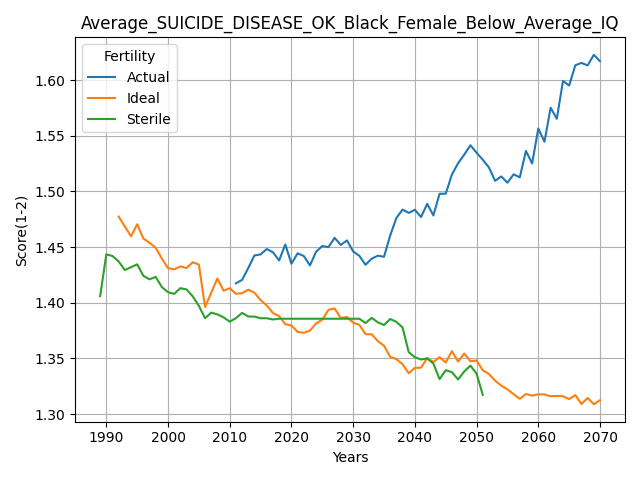 Average_SUICIDE_DISEASE_OK_Black_Female_Below_Average_IQ
Fertility
Actual
Ideal
Sterile
Score(1-2)
1.60
1.55
1.50
1.45
1.40
1.35
1.30
1990 2000 2010 2020 2030 2040 2050 2060 2070
Years